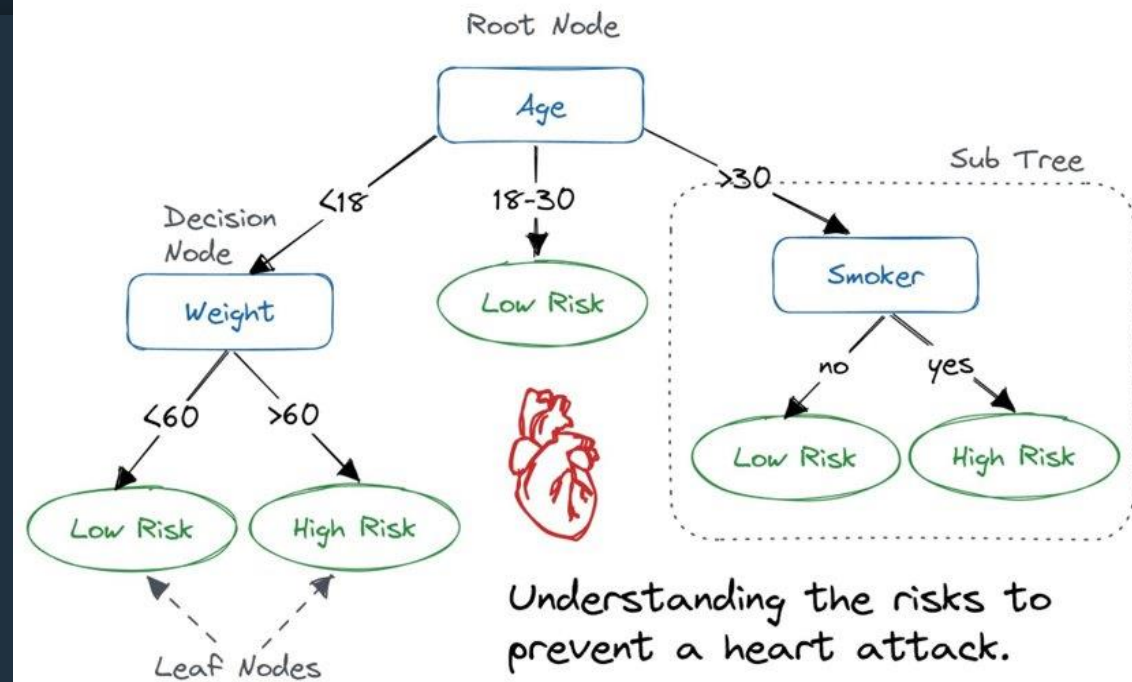 Root Node
Age
Sub Tree
<18
18-30
>30
Decision
Node
Weight
Low Risk
Smoker
<60
>60
no
yes
Low Risk
High Risk
Low Risk
High Risk
Leaf Nodes
Understanding the risks to
prevent a heart attack.